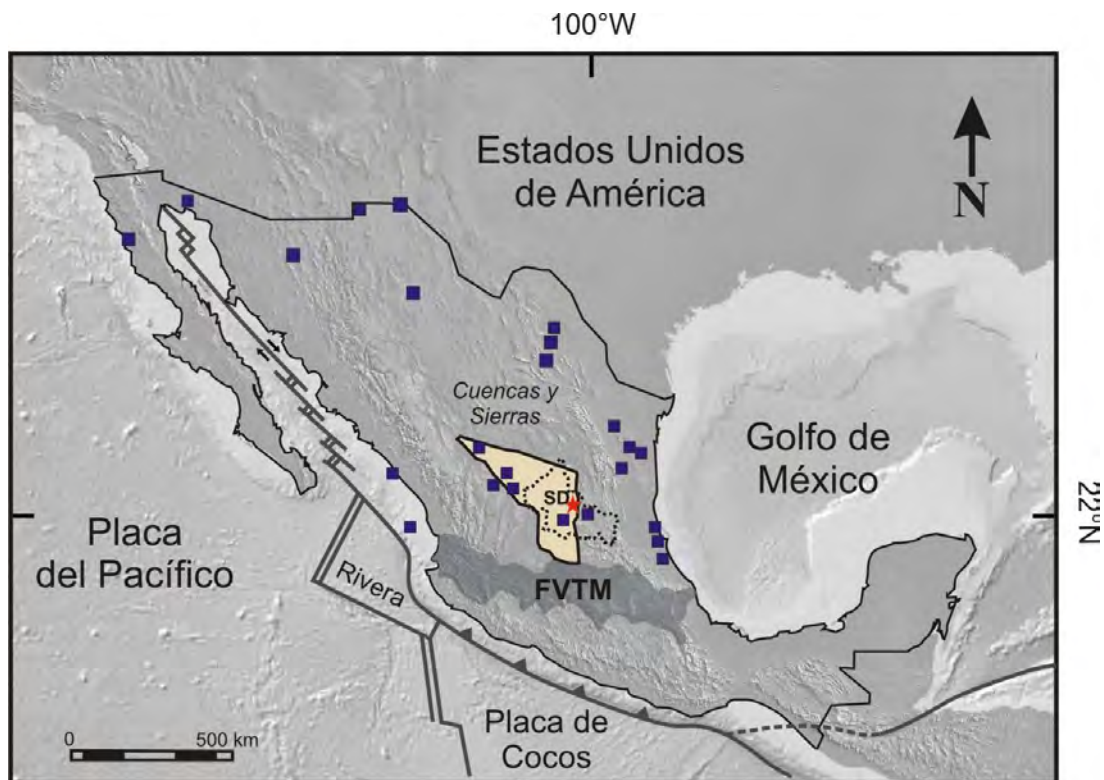 100°W
Estados Unidos
de América
N
Cuencas y
Sierras
Golfo de
México
SD
22°N
Placa
del Pacífico
Rivera
FVTM
Placa de
Cocos
0 500 km